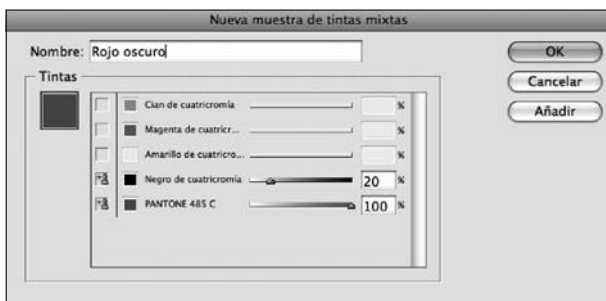 Nueva muestra de tintas mixtas
Nombre: Rojo oscuro
OK
Tintas
Cancelar
Cian de cuatricromía %
Añadir
Magenta de cuatricr... %
Amarillo de cuatricro... %
Negro de cuatricromía 20 %
PANTONE 485 C 100 %